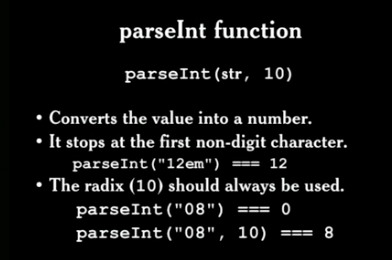 parseInt function
parseInt(str, 10)
• Converts the value into a number.
• It stops at the first non-digit character.
parseInt("12em") === 12
• The radix (10) should always be used.
parseInt("08") === 0
parseInt("08", 10) === 8